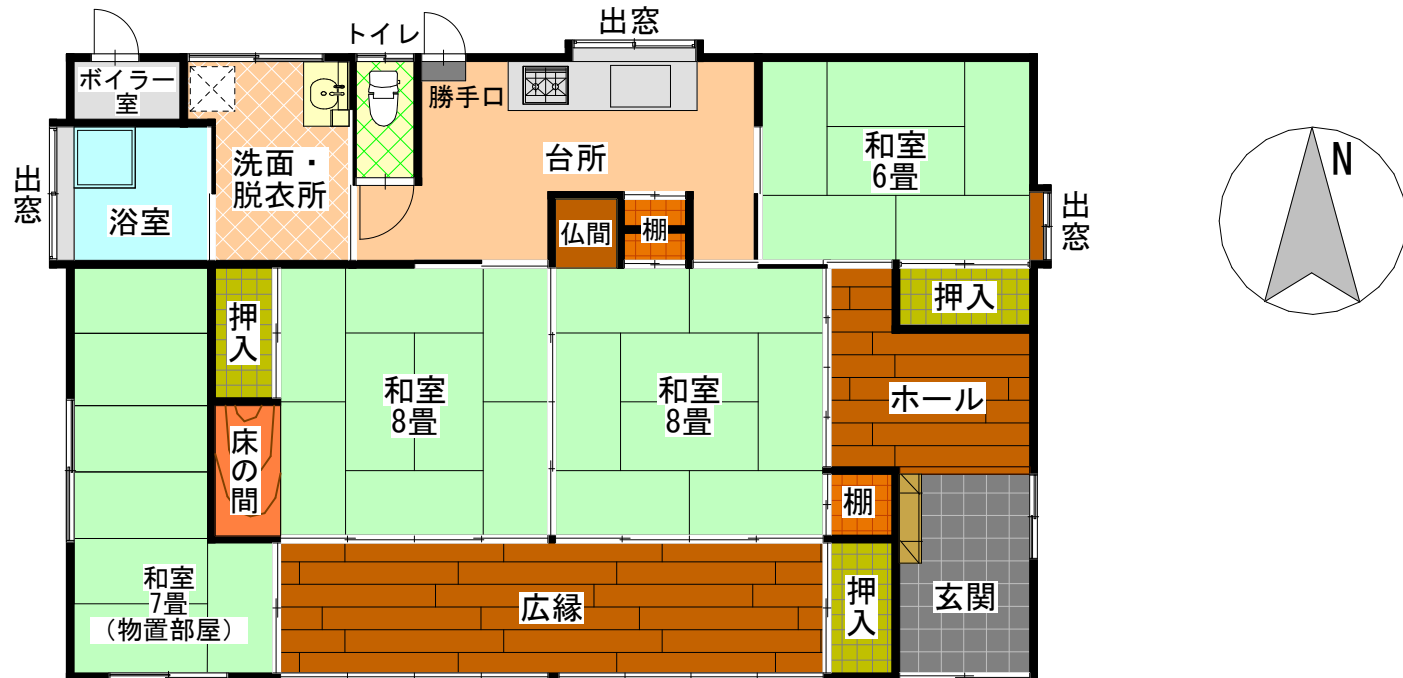 出窓
トイレ
ボイラー
室
勝手口
洗面・
脱衣所
台所
和室
6畳
出窓
浴室
仏間
棚
出窓
N
押入
押入
和室
8畳
和室
8畳
ホール
床の間
棚
和室
7畳
（物置部屋）
広縁
押入
玄関